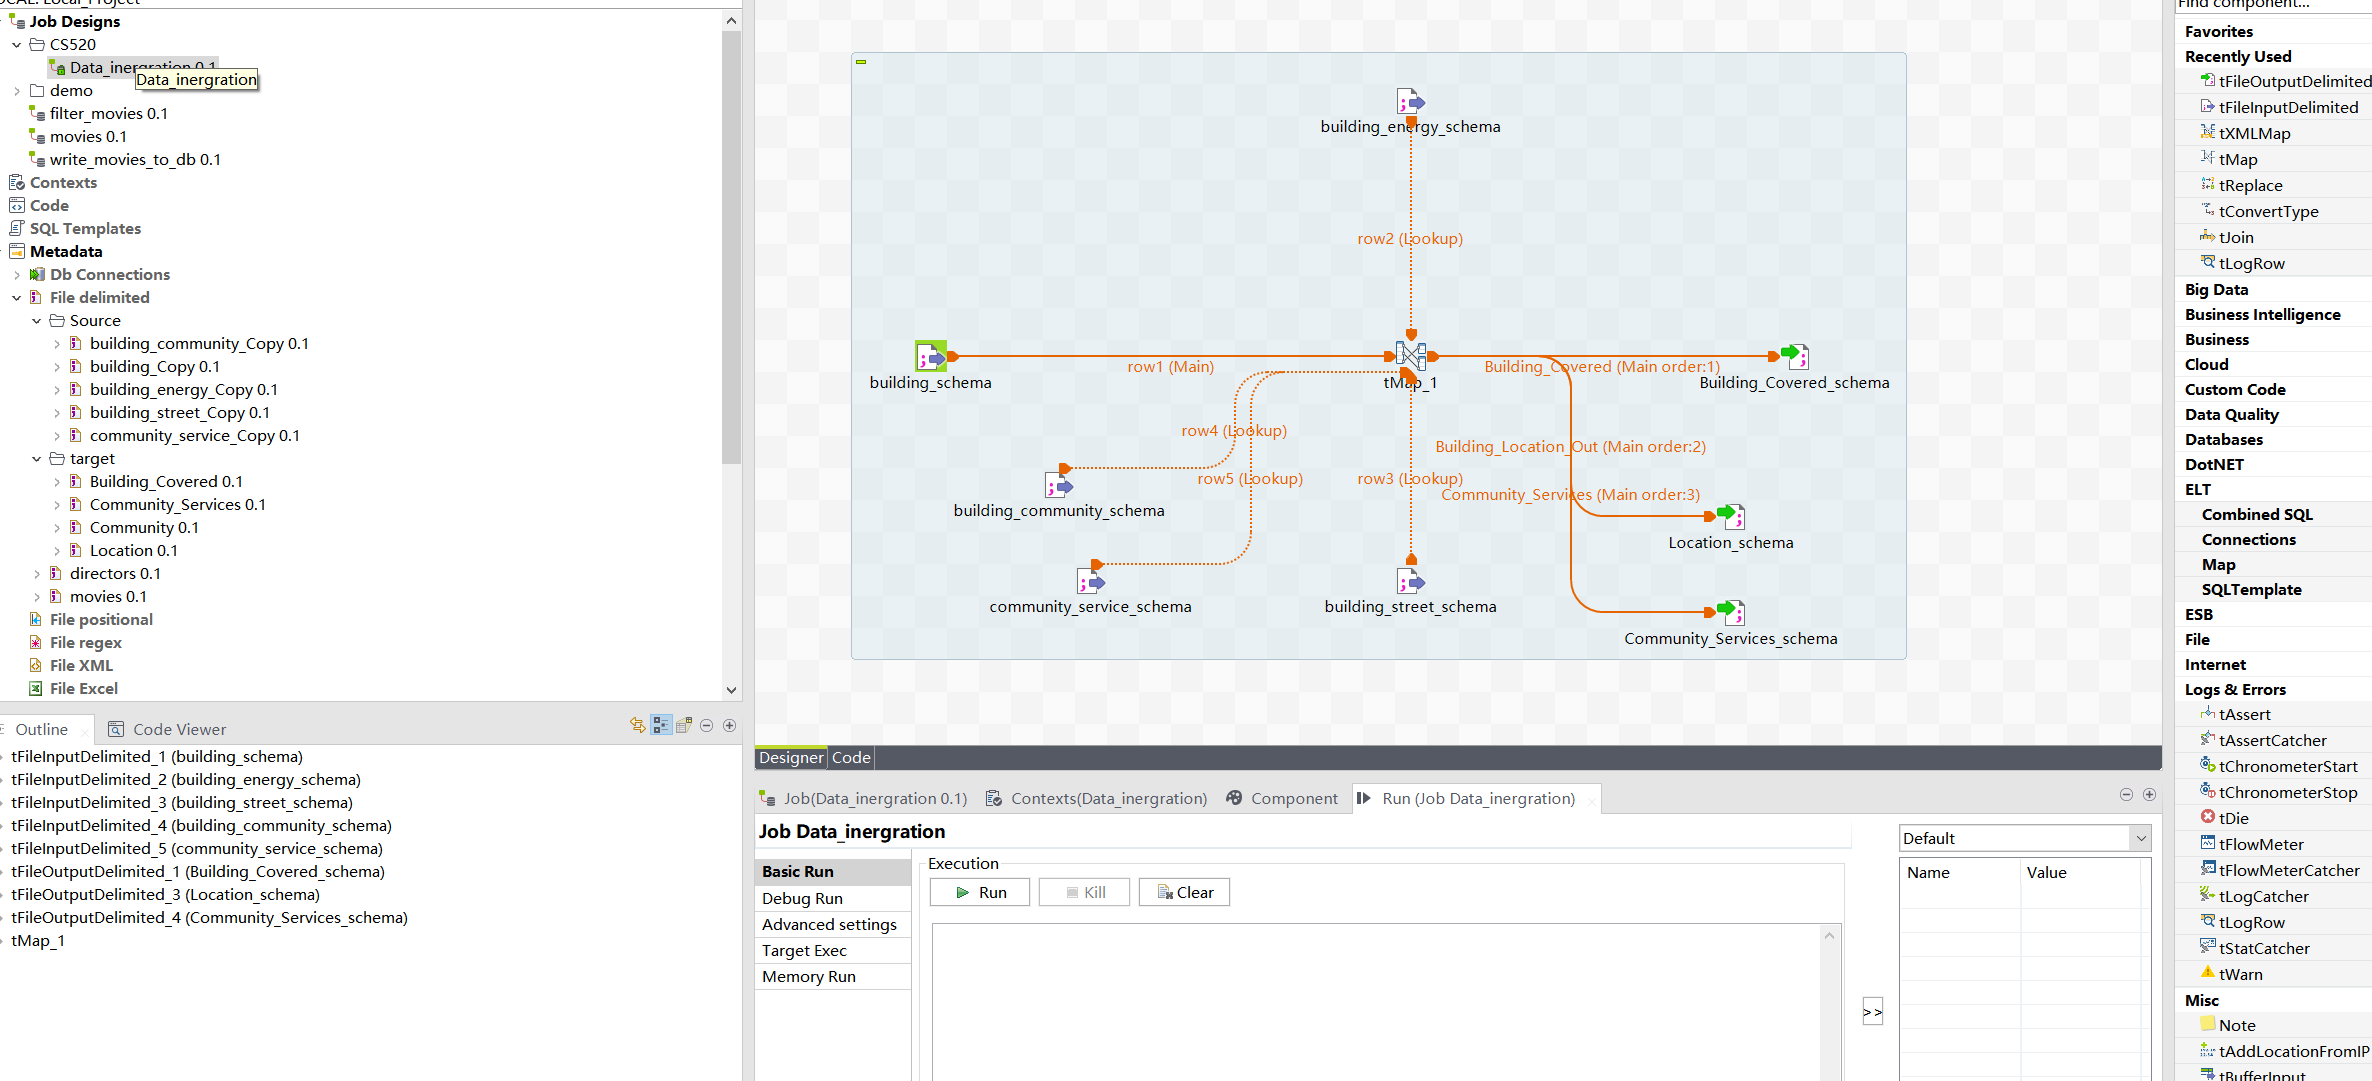 Job Designs
CS520
Data_inergration
demo
filter_movies 0.1
movies 0.1
write_movies_to_db 0.1
Contexts
Code
SQL Templates
Metadata
Db Connections
File delimited
Source
building_community_Copy 0.1
building_Copy 0.1
building_energy_Copy 0.1
building_street_Copy 0.1
community_service_Copy 0.1
target
Building_Covered 0.1
Community_Services 0.1
Community 0.1
Location 0.1
directors 0.1
movies 0.1
File positional
File regex
File XML
File Excel
Outline
Code Viewer
tFileInputDelimited_1 (building_schema)
tFileInputDelimited_2 (building_energy_schema)
tFileInputDelimited_3 (building_street_schema)
tFileInputDelimited_4 (building_community_schema)
tFileInputDelimited_5 (community_service_schema)
tFileOutputDelimited_1 (Building_Covered_schema)
tFileOutputDelimited_3 (Location_schema)
tFileOutputDelimited_4 (Community_Services_schema)
tMap_1
building_energy_schema
row2 (Lookup)
building_schema
row1 (Main)
tMap_1
Building_Covered (Main order:1)
Building_Covered_schema
row4 (Lookup)
Building_Location_Out (Main order:2)
row5 (Lookup)
row3 (Lookup)
Community_Services (Main order:3)
building_community_schema
Location_schema
community_service_schema
building_street_schema
Community_Services_schema
Designer
Code
Job(Data_inergration 0.1)
Contexts(Data_inergration)
Component
Run (Job Data_inergration)
Job Data_inergration
Basic Run
Debug Run
Advanced settings
Target Exec
Memory Run
Execution
Run
Kill
Clear
>>
Default
Name
Value
Find component...
Favorites
Recently Used
tFileOutputDelimited
tFileInputDelimited
tXMLMap
tMap
tReplace
tConvertType
tJoin
tLogRow
Big Data
Business Intelligence
Business
Cloud
Custom Code
Data Quality
Databases
DotNET
ELT
Combined SQL
Connections
Map
SQLTemplate
ESB
File
Internet
Logs & Errors
tAssert
tAssertCatcher
tChronometerStart
tChronometerStop
tDie
tFlowMeter
tFlowMeterCatcher
tLogCatcher
tLogRow
tStatCatcher
tWarn
Misc
Note
tAddLocationFromIP
tBufferInput